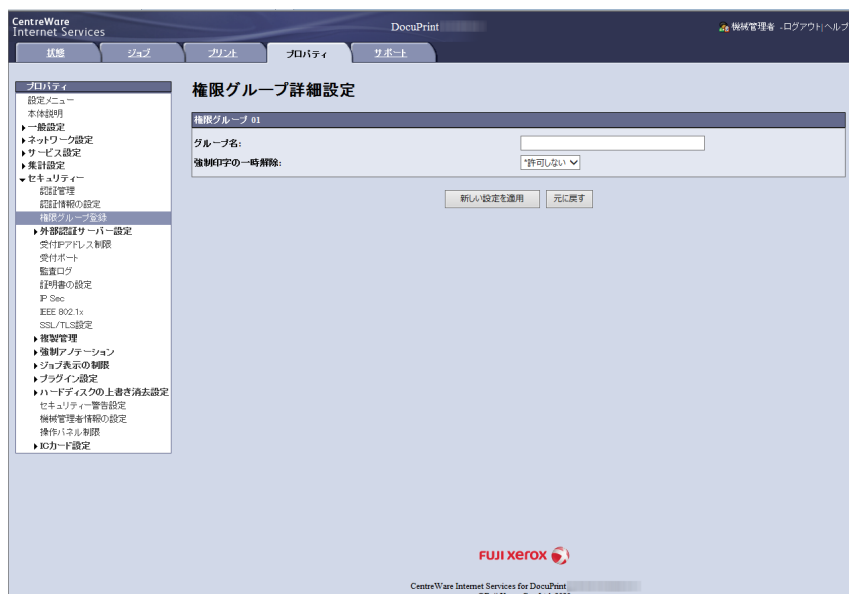 CentreWare
Internet Services
DocuPrint
機械管理者 -ログアウト|ヘルプ
状態
ジョブ
プリント
プロパティ
サポート
プロパティ
設定メニュー
本体説明
一般設定
ネットワーク設定
サービス設定
集計設定
セキュリティー
認証管理
認証情報の設定
権限グループ登録
外部認証サーバー設定
受付IPアドレス制限
受付ポート
監査ログ
証明書の設定
IP Sec
IEEE 802.1x
SSL/TLS設定
複製管理
強制アノテーション
ジョブ表示の制限
プラグイン設定
ハードディスクの上書き消去設定
セキュリティー警告設定
機械管理者情報の設定
操作パネル制限
ICカード設定
権限グループ詳細設定
権限グループ 01
グループ名:
強制印字の一時解除:
*許可しない
新しい設定を適用
元に戻す
FUJI XEROX
CentreWare Internet Services for DocuPrint